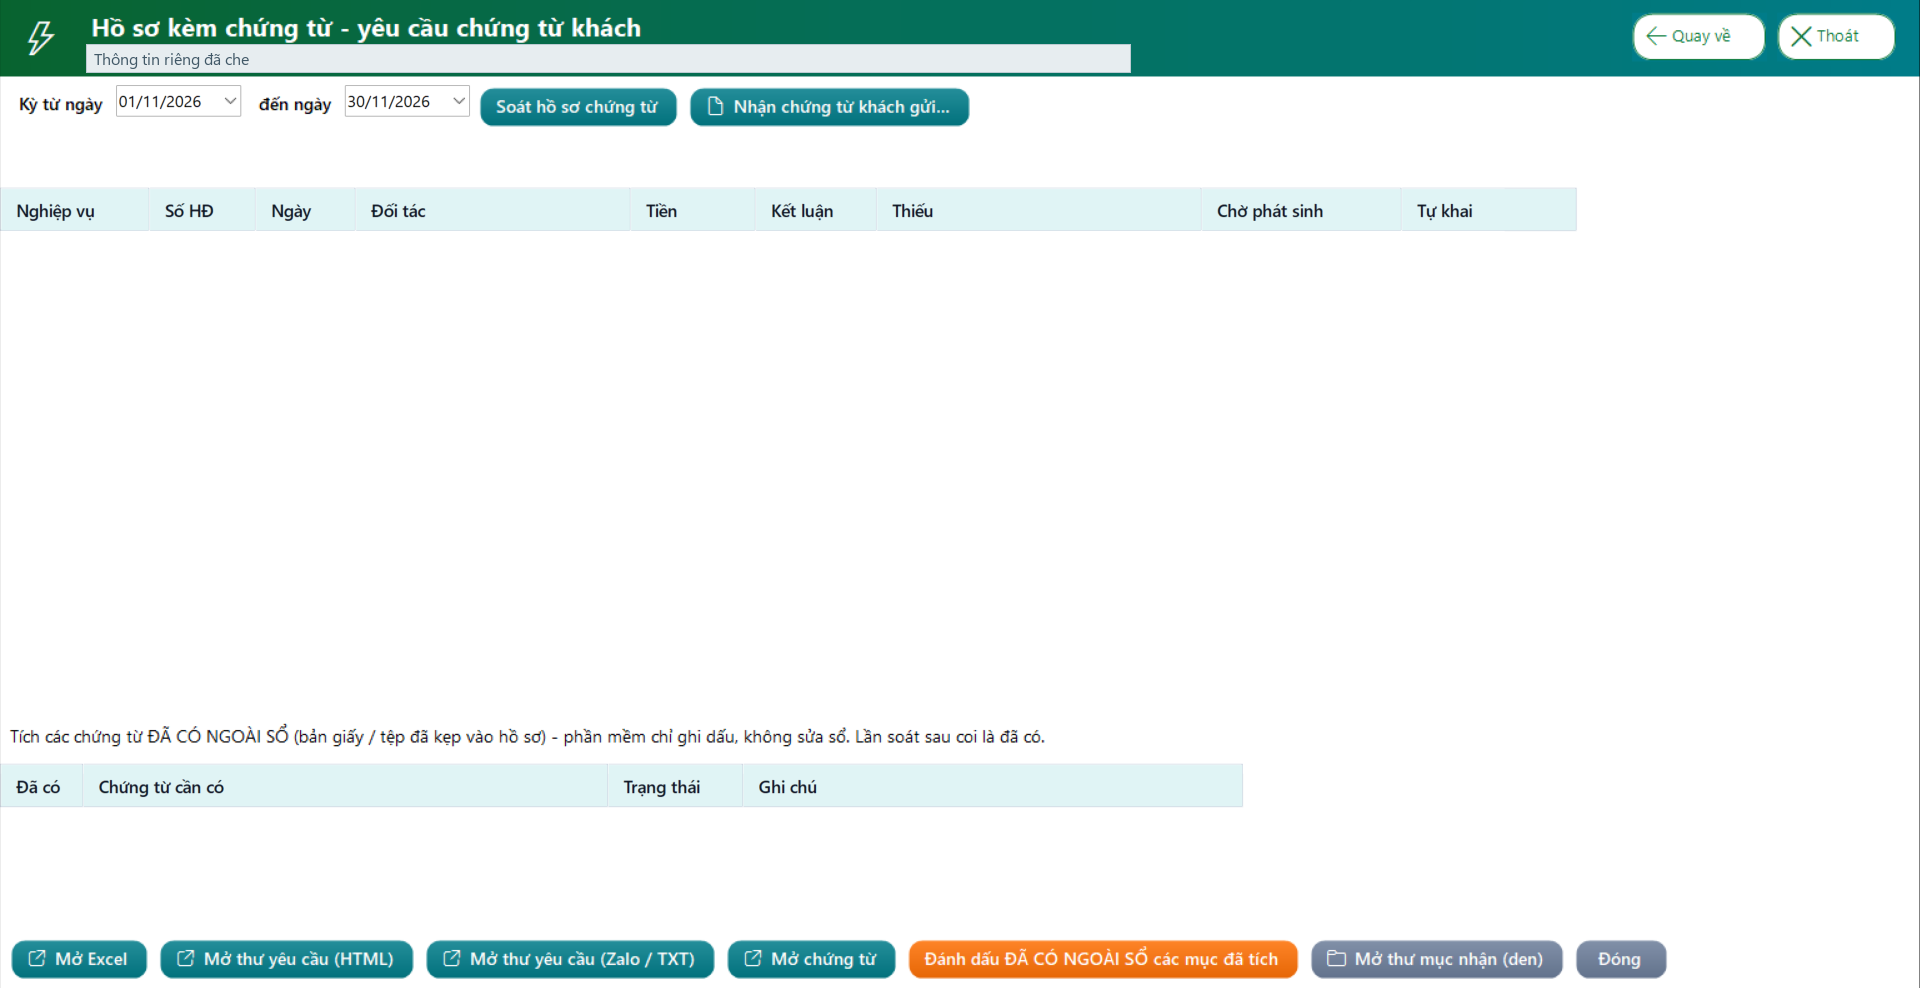 Hồ sơ kèm chứng từ - yêu cầu chứng từ khách
Thông tin riêng đã che
Quay về
Thoát
Kỳ từ ngày 01/11/2026 đến ngày 30/11/2026 Soát hồ sơ chứng từ Nhận chứng từ khách gửi...
Nghiệp vụ Số HĐ Ngày Đối tác Tiền Kết luận Thiếu Chờ phát sinh Tự khai
Tích các chứng từ ĐÃ CÓ NGOÀI SỔ (bản giấy / tệp đã kẹp vào hồ sơ) - phần mềm chỉ ghi dấu, không sửa sổ. Lần soát sau coi là đã có.
Đã có Chứng từ cần có Trạng thái Ghi chú
Mở Excel Mở thư yêu cầu (HTML) Mở thư yêu cầu (Zalo / TXT) Mở chứng từ Đánh dấu ĐÃ CÓ NGOÀI SỔ các mục đã tích Mở thư mục nhận (den) Đóng